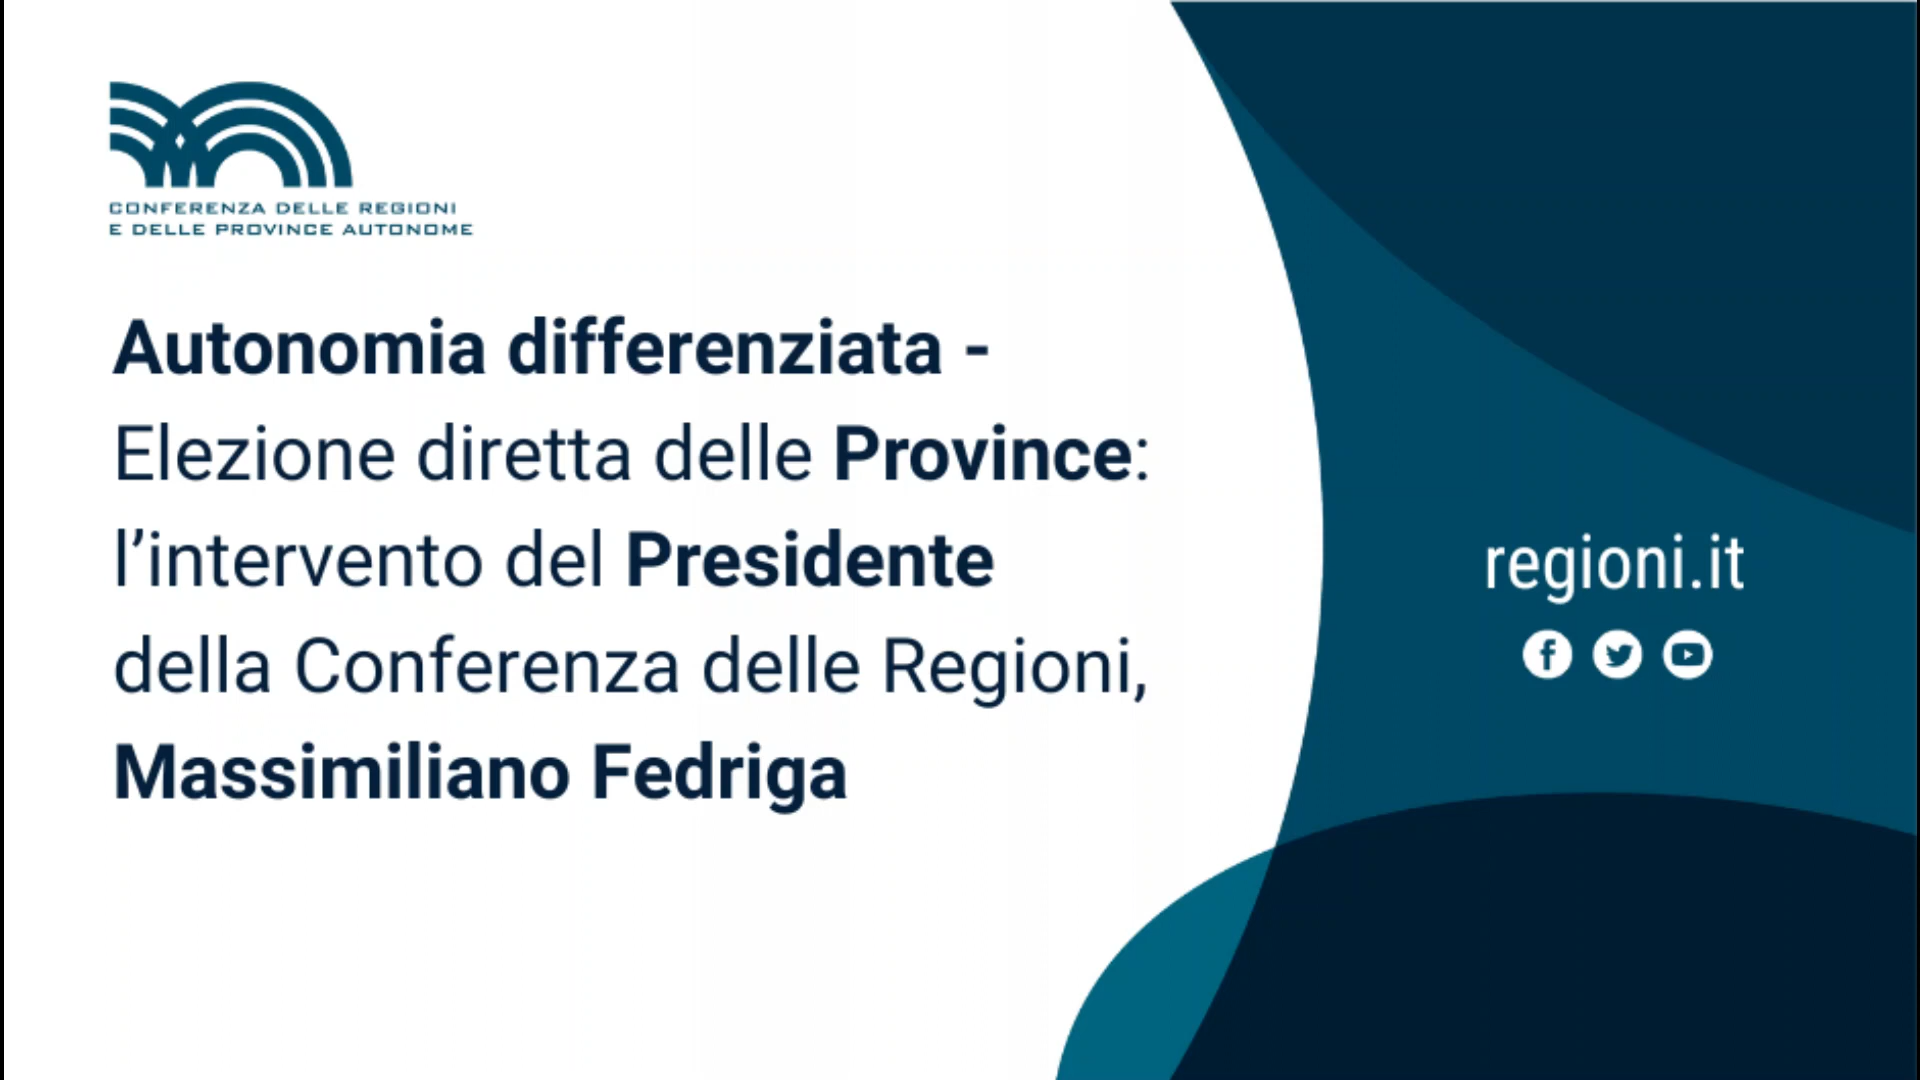 CONFERENZA DELLE REGIONI
E DELLE PROVINCE AUTONOME
Autonomia differenziata -
Elezione diretta delle Province:
l’intervento del Presidente
della Conferenza delle Regioni,
Massimiliano Fedriga
regioni.it